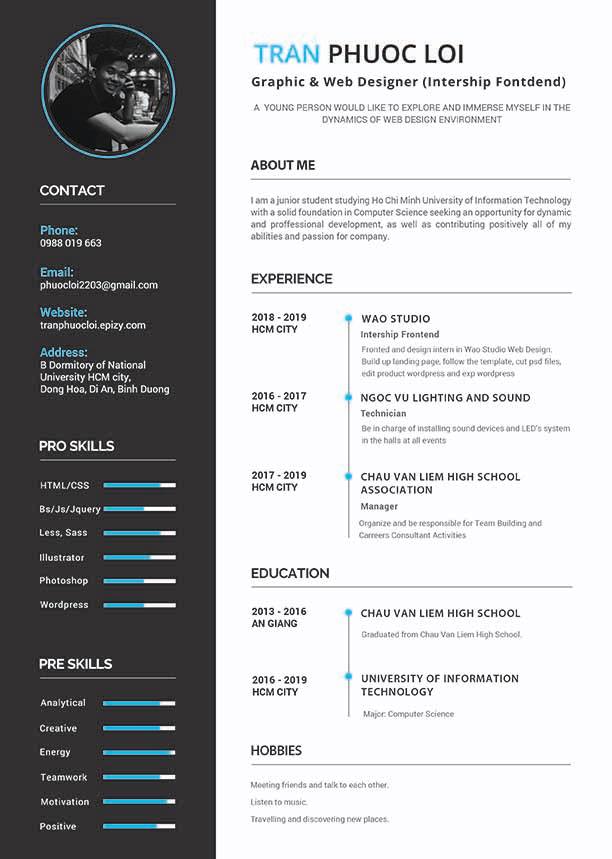 CONTACT
Phone:
0988 019 663
Email:
phuocloi2203@gmail.com
Website:
tranphuocloi.epizy.com
Address:
B Dormitory of National
University HCM city,
Dong Hoa, Di An, Binh Duong
PRO SKILLS
HTML/CSS
Bs/Js/Jquery
Less, Sass
Illustrator
Photoshop
Wordpress
PRE SKILLS
Analytical
Creative
Energy
Teamwork
Motivation
Positive
TRAN PHUOC LOI
Graphic & Web Designer (Intership Fontdend)
A YOUNG PERSON WOULD LIKE TO EXPLORE AND IMMERSE MYSELF IN THE
DYNAMICS OF WEB DESIGN ENVIRONMENT
ABOUT ME
I am a junior student studying Ho Chi Minh University of Information Technology
with a solid foundation in Computer Science seeking an opportunity for dynamic
and proffessional development, as well as contributing positively all of my
abilities and passion for company.
EXPERIENCE
2018 - 2019
HCM CITY
WAO STUDIO
Intership Frontend
Fronted and design intern in Wao Studio Web Design.
Build up landing page, follow the template, cut psd files,
edit product wordpress and exp wordpress
2016 - 2017
HCM CITY
NGOC VU LIGHTING AND SOUND
Technician
Be in charge of installing sound devices and LED's system
in the halls at all events
2017 - 2019
HCM CITY
CHAU VAN LIEM HIGH SCHOOL
ASSOCIATION
Manager
Organize and be responsible for Team Building and
Carreers Consultant Activities
EDUCATION
2013 - 2016
AN GIANG
CHAU VAN LIEM HIGH SCHOOL
Graduated from Chau Van Liem High School.
2016 - 2019
HCM CITY
UNIVERSITY OF INFORMATION
TECHNOLOGY
Major: Computer Science
HOBBIES
Meeting friends and talk to each other.
Listen to music.
Travelling and discovering new places.